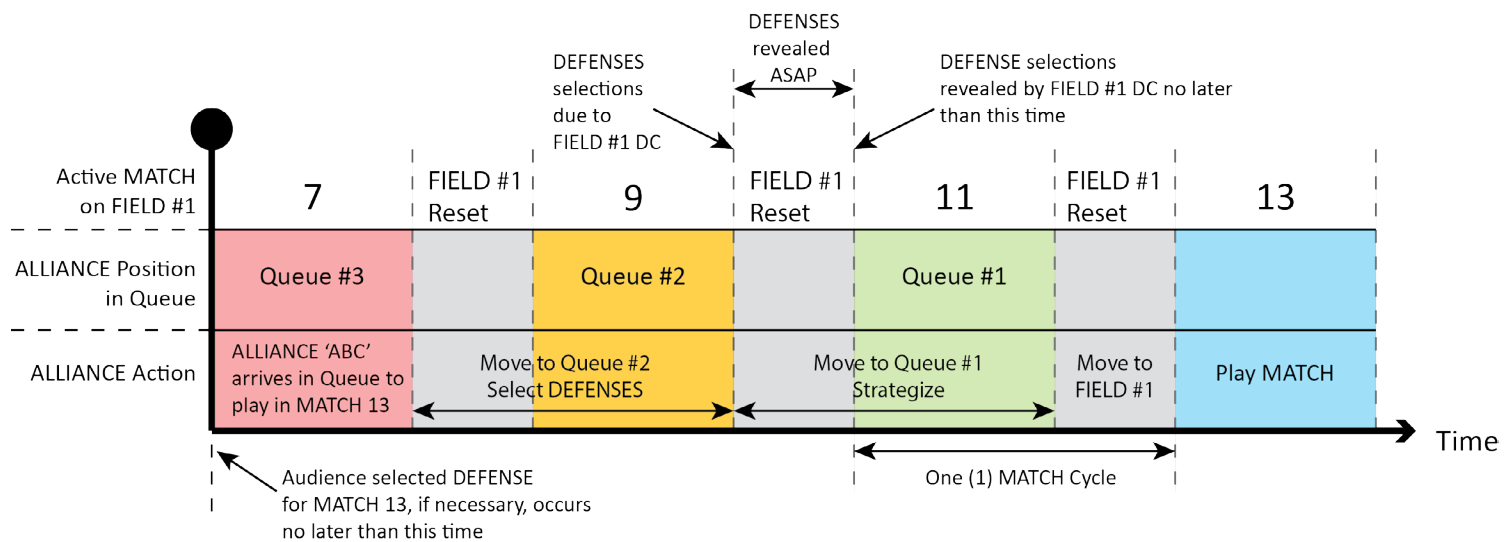 DEFENSES
revealed
ASAP
DEFENSES
selections
due to
FIELD #1 DC
DEFENSE selections
revealed by FIELD #1 DC no later
than this time
Active MATCH
on FIELD #1
7
FIELD #1
Reset
9
FIELD #1
Reset
11
FIELD #1
Reset
13
ALLIANCE Position
in Queue
Queue #3
Queue #2
Queue #1
ALLIANCE Action
ALLIANCE ‘ABC’
arrives in Queue to
play in MATCH 13
Move to Queue #2
Select DEFENSES
Move to Queue #1
Strategize
Move to
FIELD #1
Play MATCH
Time
Audience selected DEFENSE
for MATCH 13, if necessary, occurs
no later than this time
One (1) MATCH Cycle